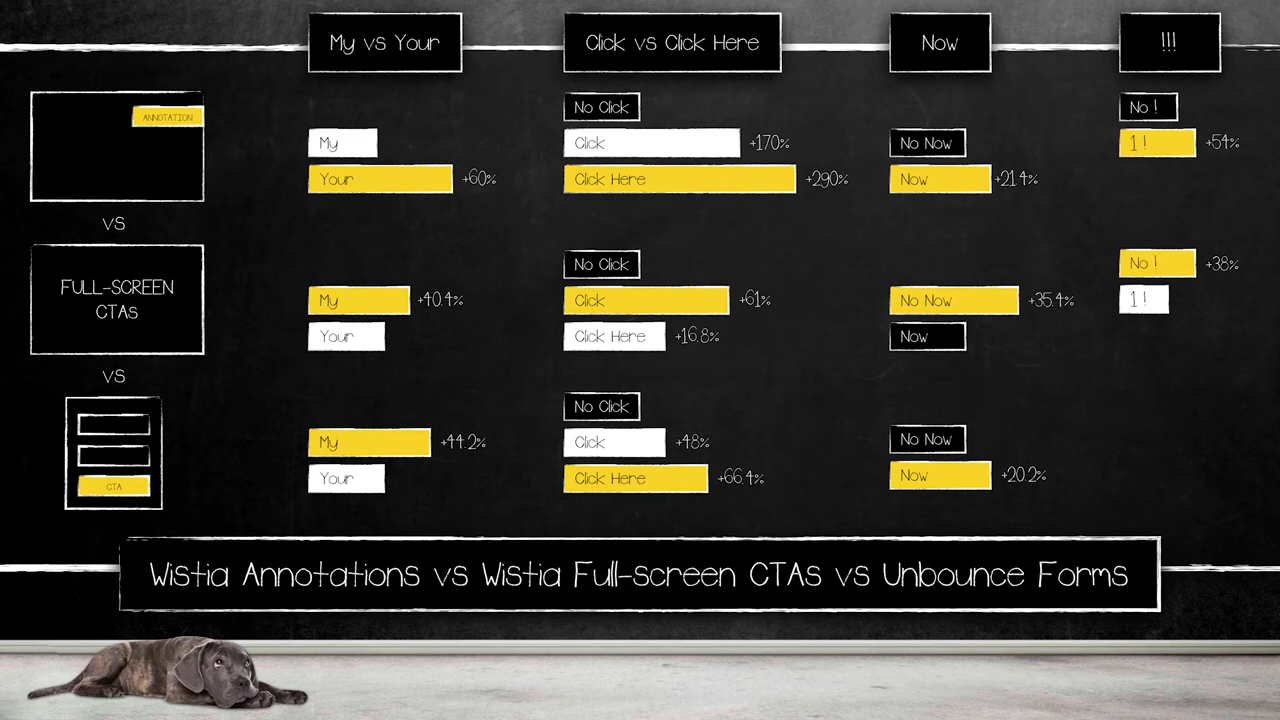 My vs Your
Click vs Click Here
Now
!!!
ANNOTATION
My
Your +60%
No Click
Click +170%
Click Here +290%
No Now
Now +21.4%
No !
1 ! +54%
VS
FULL-SCREEN
CTAs
My +40.4%
Your
No Click
Click +61%
Click Here +16.8%
No Now +35.4%
Now
No ! +38%
1 !
VS
CTA
My +44.2%
Your
No Click
Click +48%
Click Here +66.4%
No Now
Now +20.2%
Wistia Annotations vs Wistia Full-screen CTAs vs Unbounce Forms